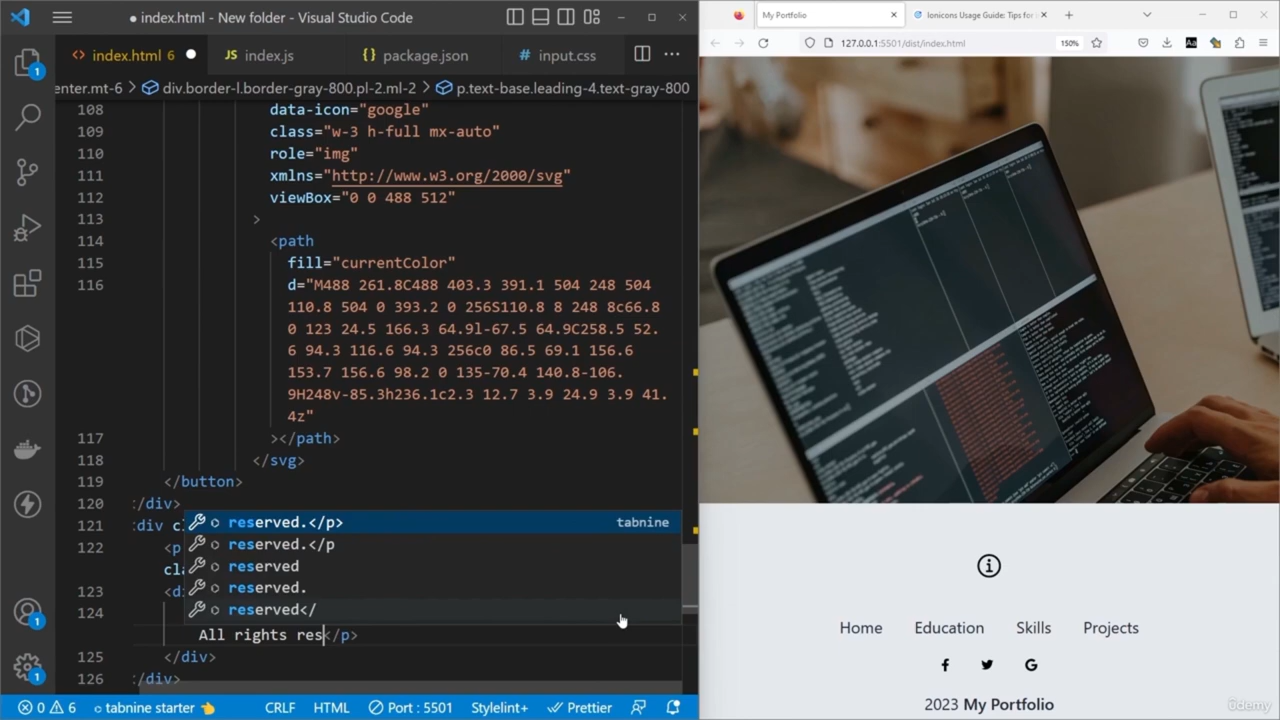 ● index.html - New folder - Visual Studio Code
<> index.html 6 ●
JS index.js
{} package.json
# input.css
enter.mt-6 > div.border-l.border-gray-800.pl-2.ml-2 > p.text-base.leading-4.text-gray-800
108 data-icon="google"
109 class="w-3 h-full mx-auto"
110 role="img"
111 xmlns="http://www.w3.org/2000/svg"
112 viewBox="0 0 488 512"
113 >
114 <path
115 fill="currentColor"
116 d="M488 261.8C488 403.3 391.1 504 248 504
110.8 504 0 393.2 0 256S110.8 8 248 8c66.8
0 123 24.5 166.3 64.9l-67.5 64.9C258.5 52.
6 94.3 116.6 94.3 256c0 86.5 69.1 156.6
153.7 156.6 98.2 0 135-70.4 140.8-106.
9H248v-85.3h236.1c2.3 12.7 3.9 24.9 3.9 41.
4z"
117 ></path>
118 </svg>
119 </button>
120 </div>
121 <div c
122 <p
cla
123 <d
124
All rights res</p>
125 </div>
126 </div>
reserved.</p> tabnine
reserved.</p
reserved
reserved.
reserved</
1
1
1
0 6 tabnine starter 👈 CRLF HTML Port : 5501 Stylelint+ Prettier
My Portfolio
Ionicons Usage Guide: Tips for
127.0.0.1:5501/dist/index.html 150%
Aa
Home Education Skills Projects
2023 My Portfolio
ûdemy